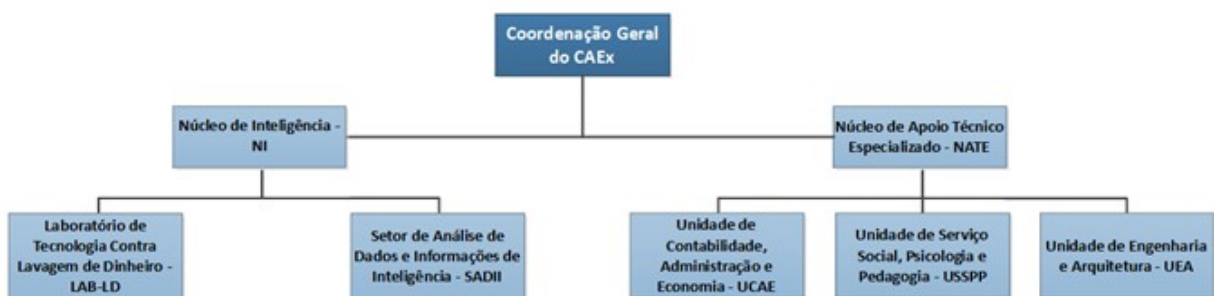 Coordenação Geral
do CAEx
Núcleo de Inteligência -
NI
Núcleo de Apoio Técnico
Especializado - NATE
Laboratório de
Tecnologia Contra
Lavagem de Dinheiro -
LAB-LD
Setor de Análise de
Dados e Informações de
Inteligência - SADII
Unidade de
Contabilidade,
Administração e
Economia - UCAE
Unidade de Serviço
Social, Psicologia e
Pedagogia - USSPP
Unidade de Engenharia
e Arquitetura - UEA